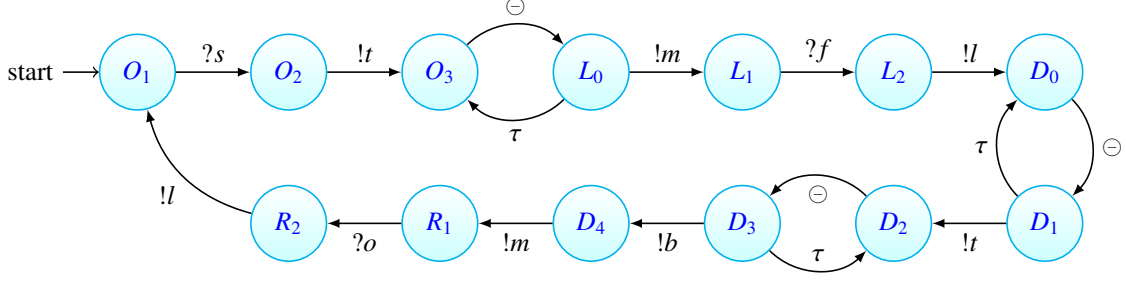 ⊖
start O₁ ?s O₂ !t O₃ L₀ !m L₁ ?f L₂ !l D₀
τ
τ ⊖
!l R₂ ?o R₁ !m D₄ !b D₃ ⊖ D₂ !t D₁
τ